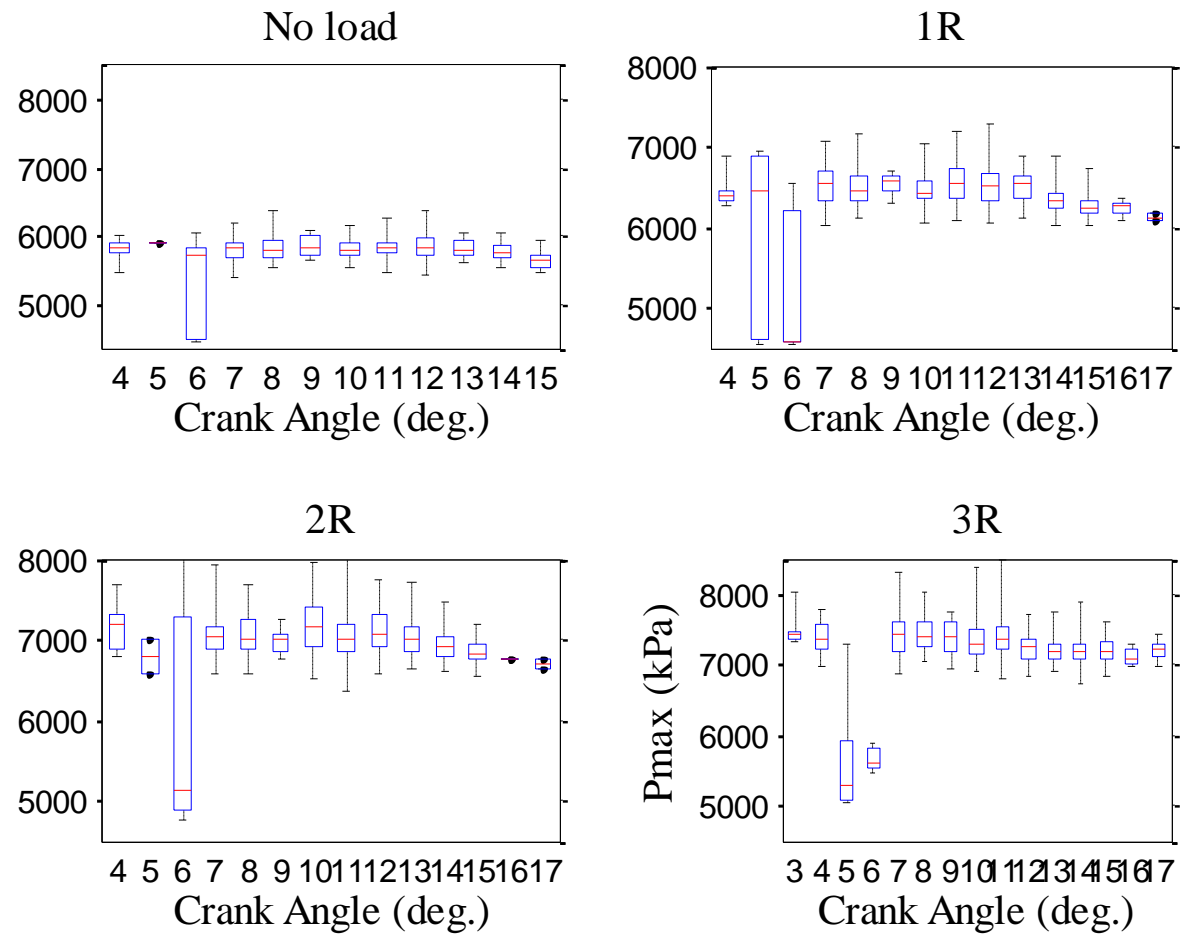 No load
8000
7000
6000
5000
4 5 6 7 8 9 10 11 12 13 14 15
Crank Angle (deg.)
1R
8000
7000
6000
5000
4 5 6 7 8 9 10 11 12 13 14 15 16 17
Crank Angle (deg.)
2R
8000
7000
6000
5000
4 5 6 7 8 9 10 11 12 13 14 15 16 17
Crank Angle (deg.)
3R
Pmax (kPa)
8000
7000
6000
5000
3 4 5 6 7 8 9 10 11 12 13 14 15 16 17
Crank Angle (deg.)